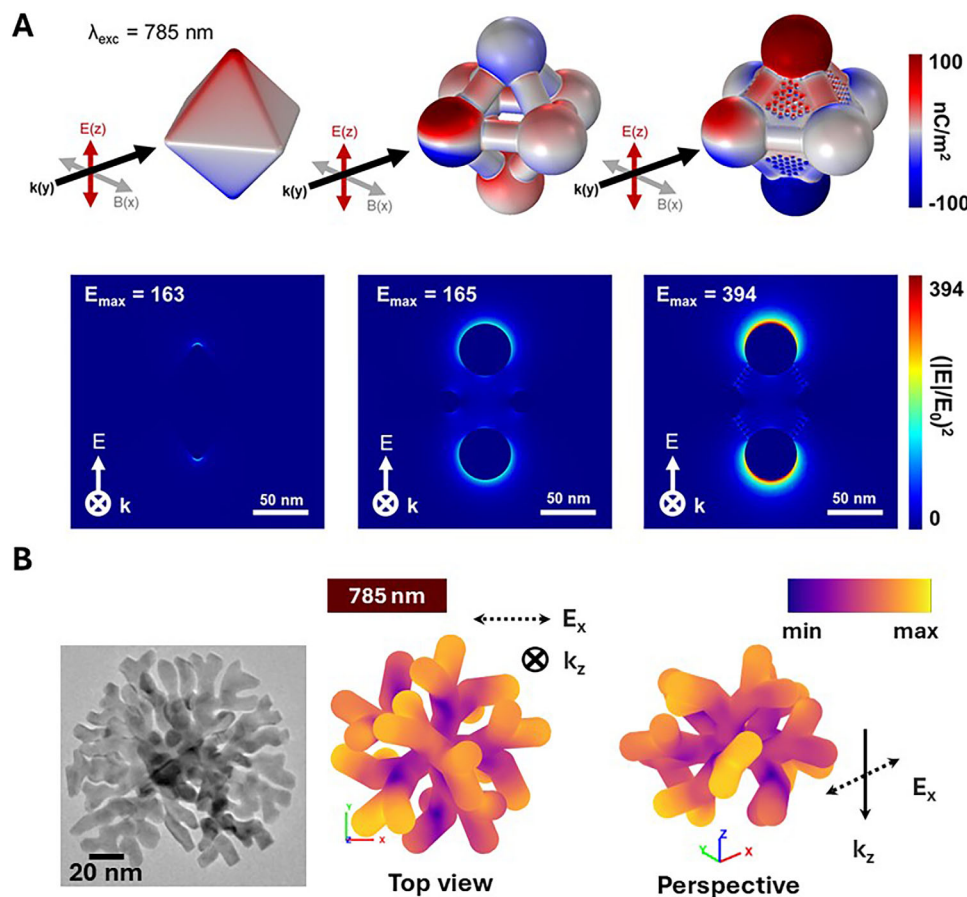 A
λexc = 785 nm
E(z)
k(y)
B(x)
E(z)
k(y)
B(x)
E(z)
k(y)
B(x)
100
nC/m²
-100
Emax = 163
E
k
50 nm
Emax = 165
E
k
50 nm
Emax = 394
E
k
50 nm
394
(|E|/E₀)²
0
B
785 nm
Ex
kz
min
max
20 nm
Y
Z
X
Top view
Ex
kz
Z
Y
X
Perspective